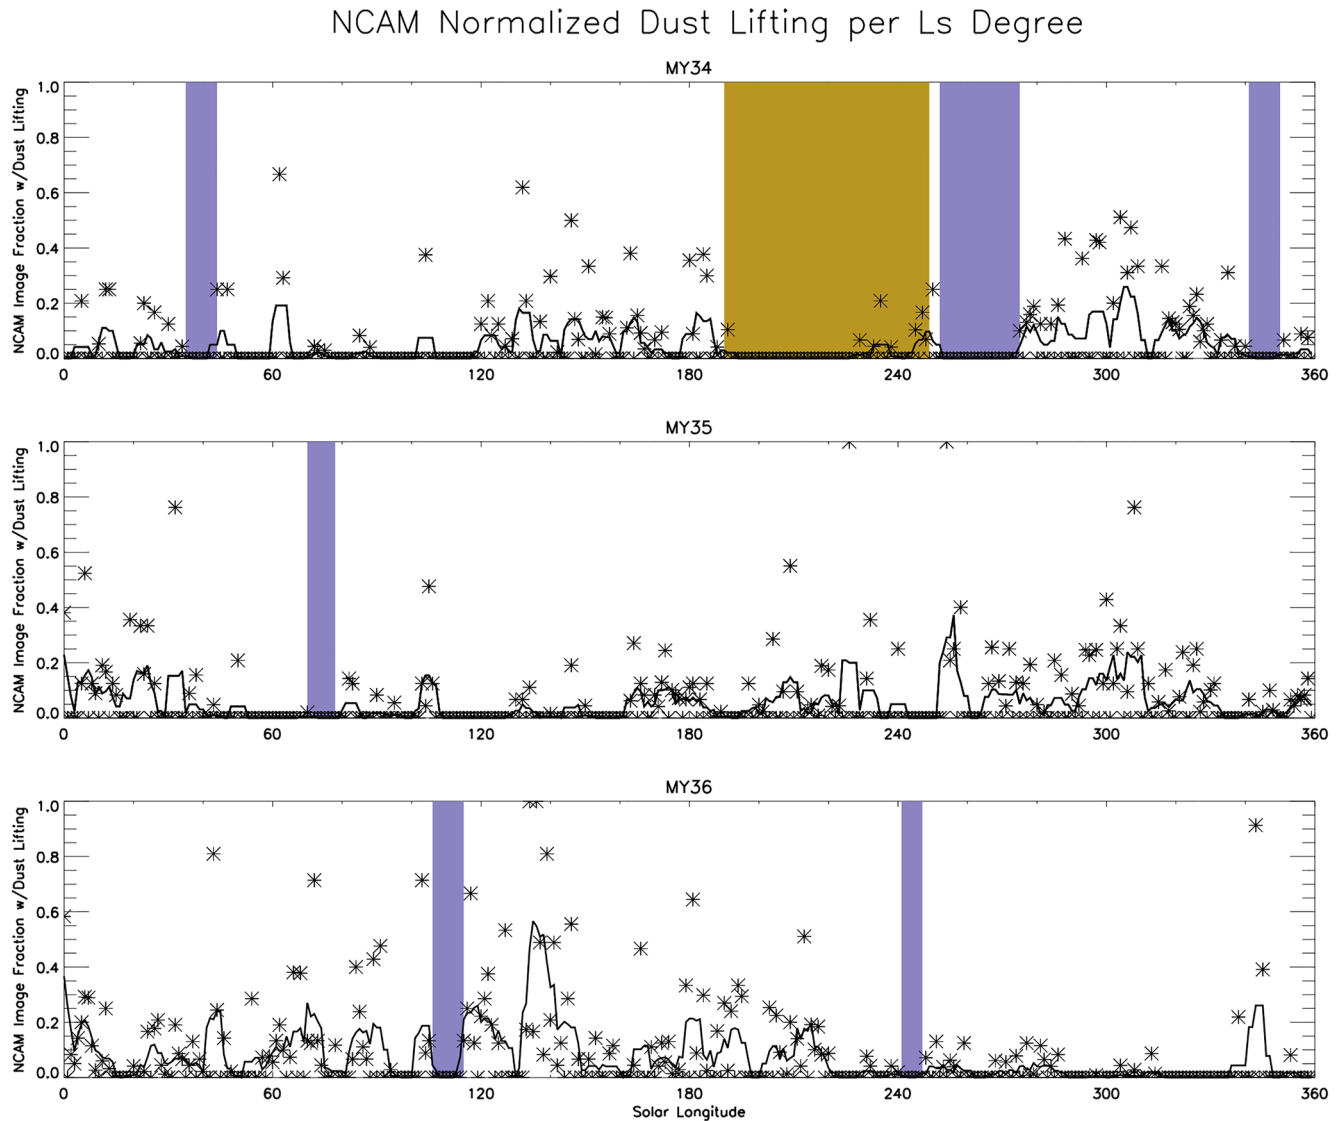 NCAM Normalized Dust Lifting per Ls Degree
MY34
NCAM Image Fraction w/Dust Lifting
1.0
0.8
0.6
0.4
0.2
0.0
0 60 120 180 240 300 360
MY35
NCAM Image Fraction w/Dust Lifting
1.0
0.8
0.6
0.4
0.2
0.0
0 60 120 180 240 300 360
MY36
NCAM Image Fraction w/Dust Lifting
1.0
0.8
0.6
0.4
0.2
0.0
0 60 120 180 240 300 360
Solar Longitude